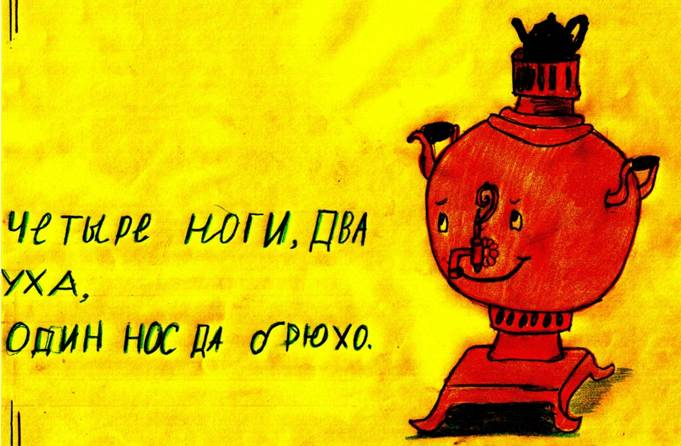 Четыре ноги, два
уха,
один нос да брюхо.